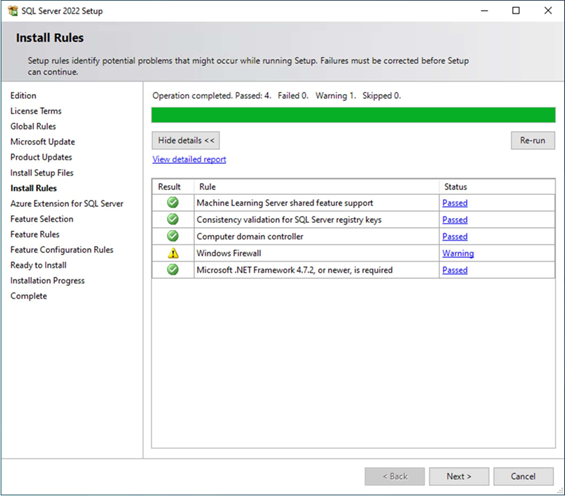 SQL Server 2022 Setup
Install Rules
Setup rules identify potential problems that might occur while running Setup. Failures must be corrected before Setup
can continue.
Edition
License Terms
Global Rules
Microsoft Update
Product Updates
Install Setup Files
Install Rules
Azure Extension for SQL Server
Feature Selection
Feature Rules
Feature Configuration Rules
Ready to Install
Installation Progress
Complete
Operation completed. Passed: 4. Failed 0. Warning 1. Skipped 0.
Hide details <<
Re-run
View detailed report
Result Rule Status
Machine Learning Server shared feature support Passed
Consistency validation for SQL Server registry keys Passed
Computer domain controller Passed
Windows Firewall Warning
Microsoft .NET Framework 4.7.2, or newer, is required Passed
< Back Next > Cancel